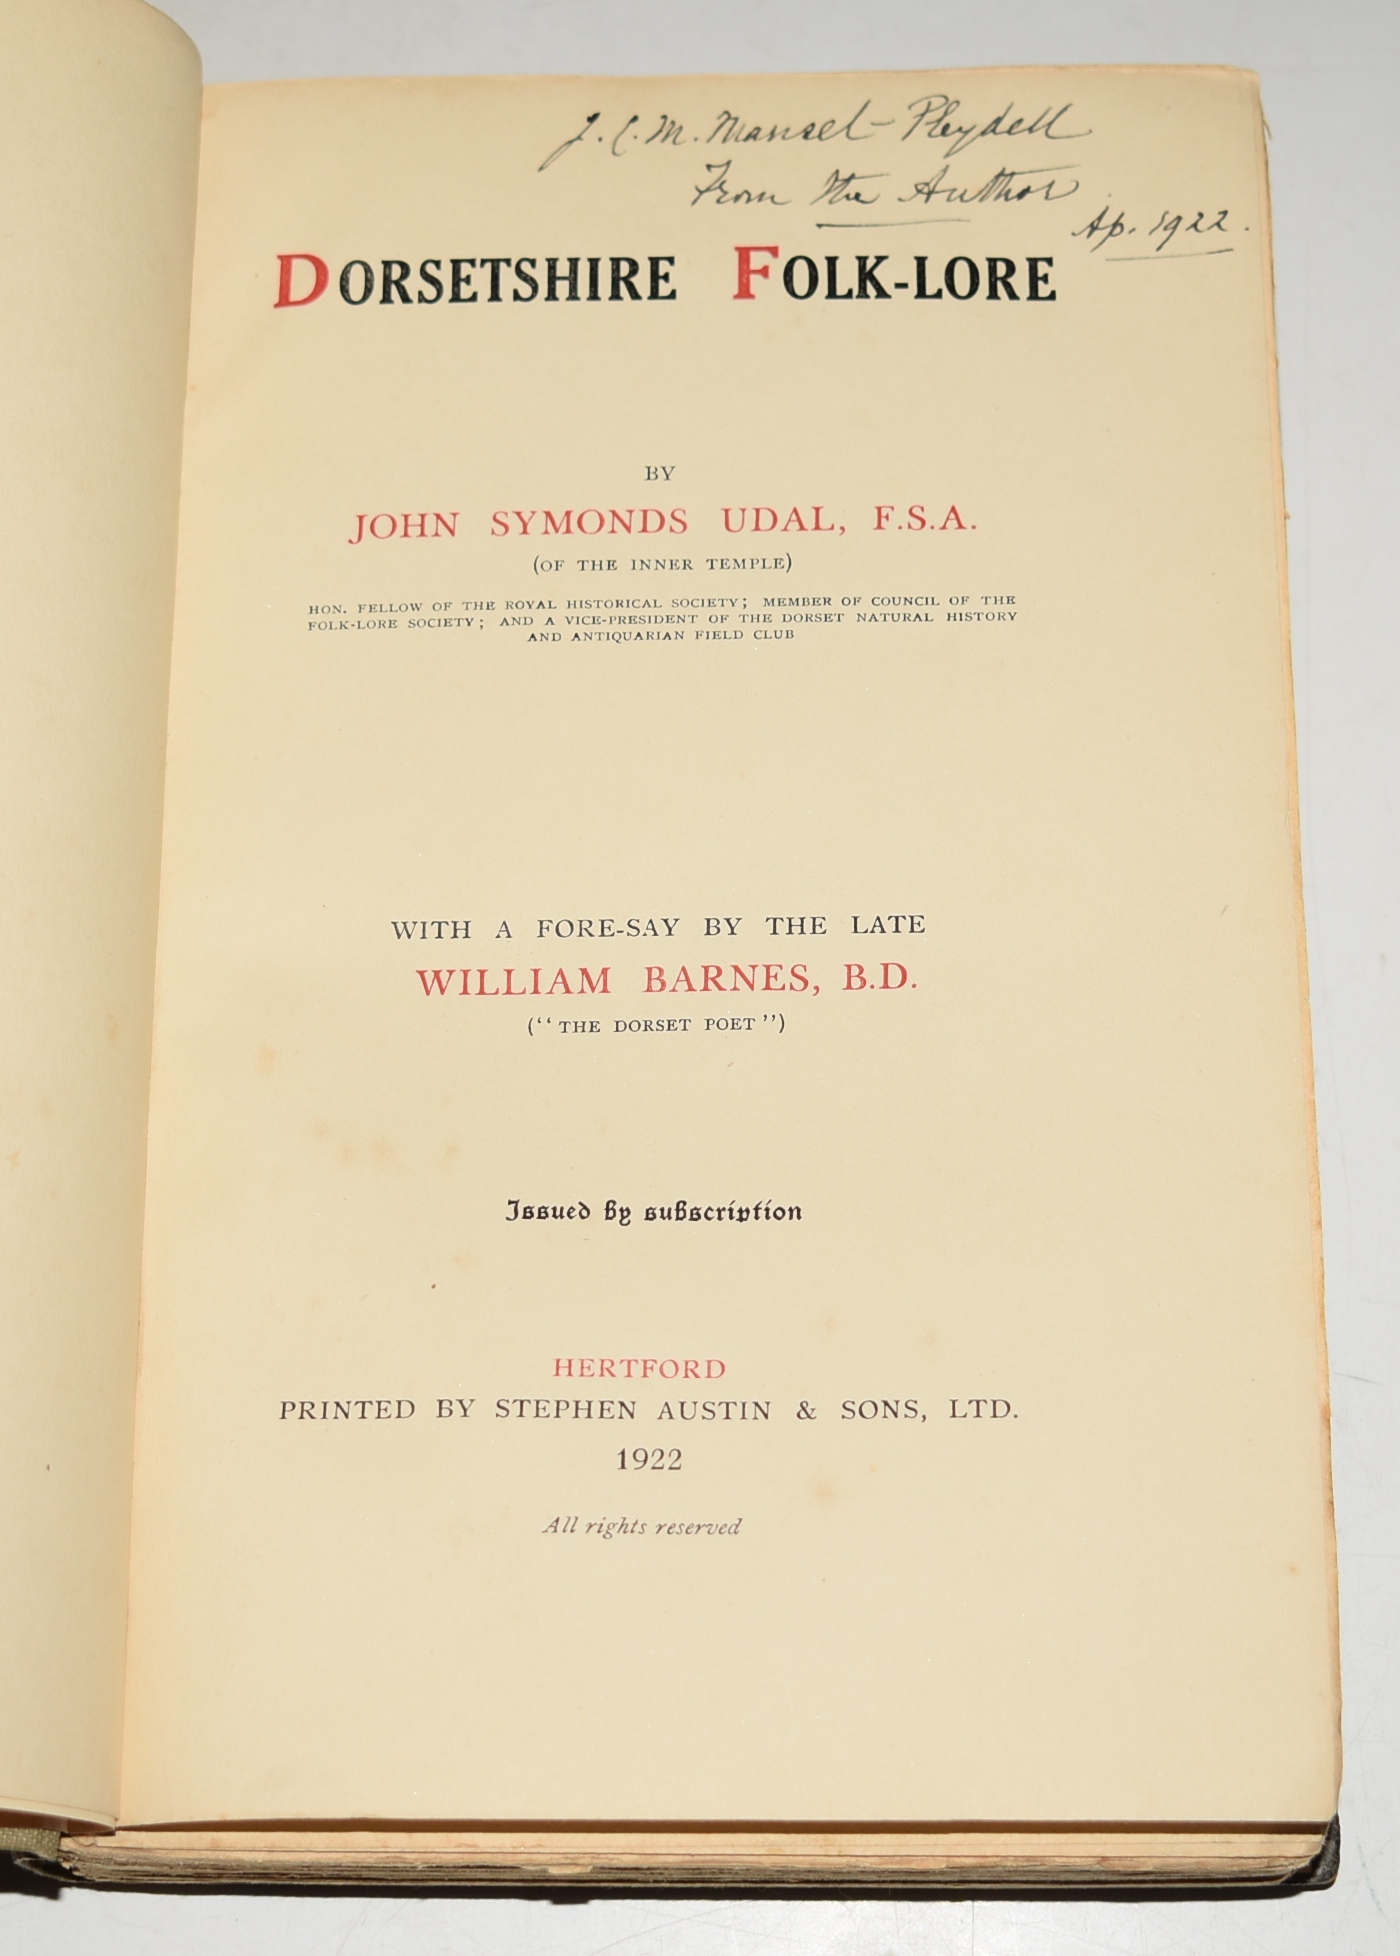 J. C. M. Mansel-Pleydell
From the Author
Ap. 1922.
DORSETSHIRE FOLK-LORE
BY
JOHN SYMONDS UDAL, F.S.A.
(OF THE INNER TEMPLE)
HON. FELLOW OF THE ROYAL HISTORICAL SOCIETY; MEMBER OF COUNCIL OF THE
FOLK-LORE SOCIETY; AND A VICE-PRESIDENT OF THE DORSET NATURAL HISTORY
AND ANTIQUARIAN FIELD CLUB
WITH A FORE-SAY BY THE LATE
WILLIAM BARNES, B.D.
("THE DORSET POET")
Issued by subscription
HERTFORD
PRINTED BY STEPHEN AUSTIN & SONS, LTD.
1922
All rights reserved